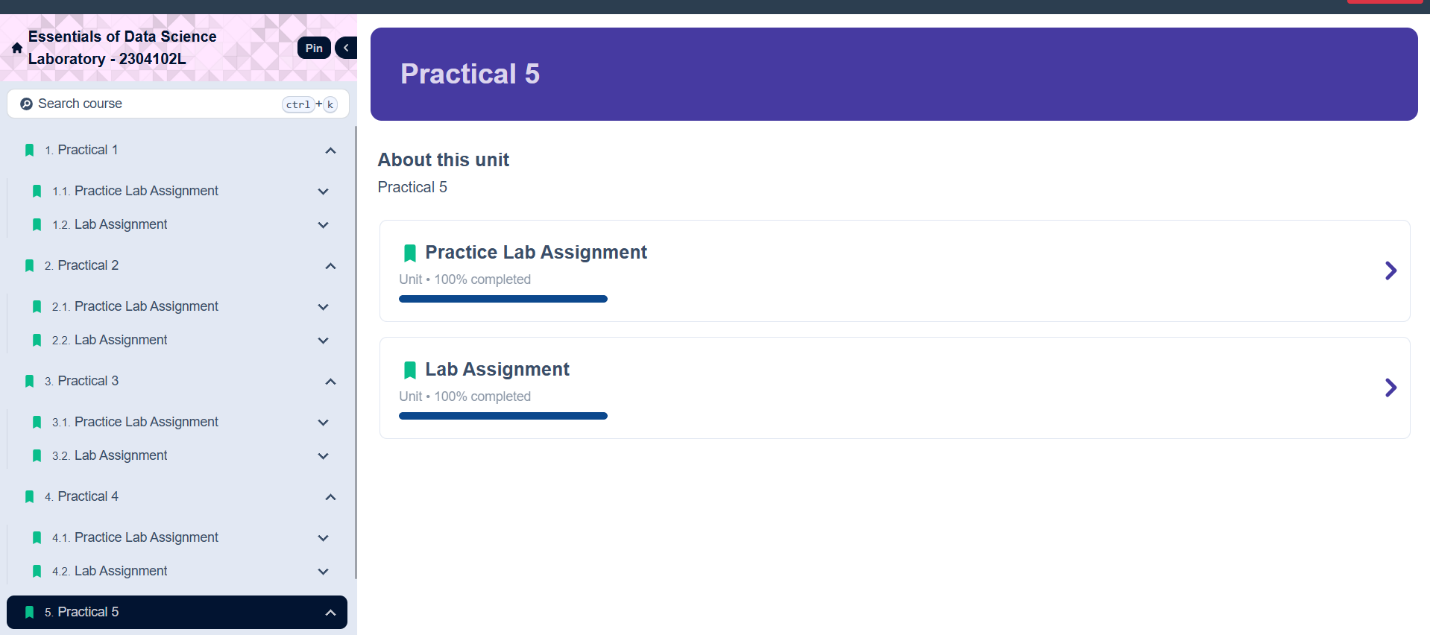 Essentials of Data Science
Laboratory - 2304102L
Pin
Search course
ctrl+k
1. Practical 1
1.1. Practice Lab Assignment
1.2. Lab Assignment
2. Practical 2
2.1. Practice Lab Assignment
2.2. Lab Assignment
3. Practical 3
3.1. Practice Lab Assignment
3.2. Lab Assignment
4. Practical 4
4.1. Practice Lab Assignment
4.2. Lab Assignment
5. Practical 5
Practical 5
About this unit
Practical 5
Practice Lab Assignment
Unit • 100% completed
Lab Assignment
Unit • 100% completed